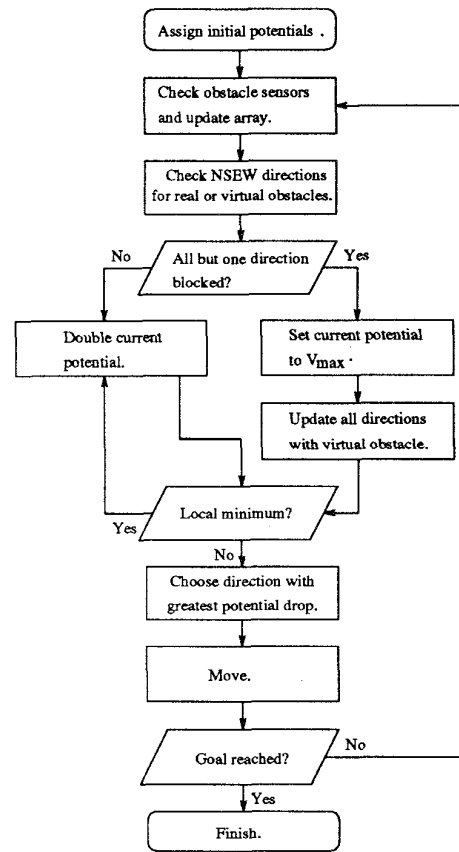 Assign initial potentials .
Check obstacle sensors
and update array.
Check NSEW directions
for real or virtual obstacles.
No
All but one direction
blocked?
Yes
Double current
potential.
Set current potential
to Vmax .
Update all directions
with virtual obstacle.
Local minimum?
Yes
No
Choose direction with
greatest potential drop.
Move.
Goal reached?
No
Yes
Finish.